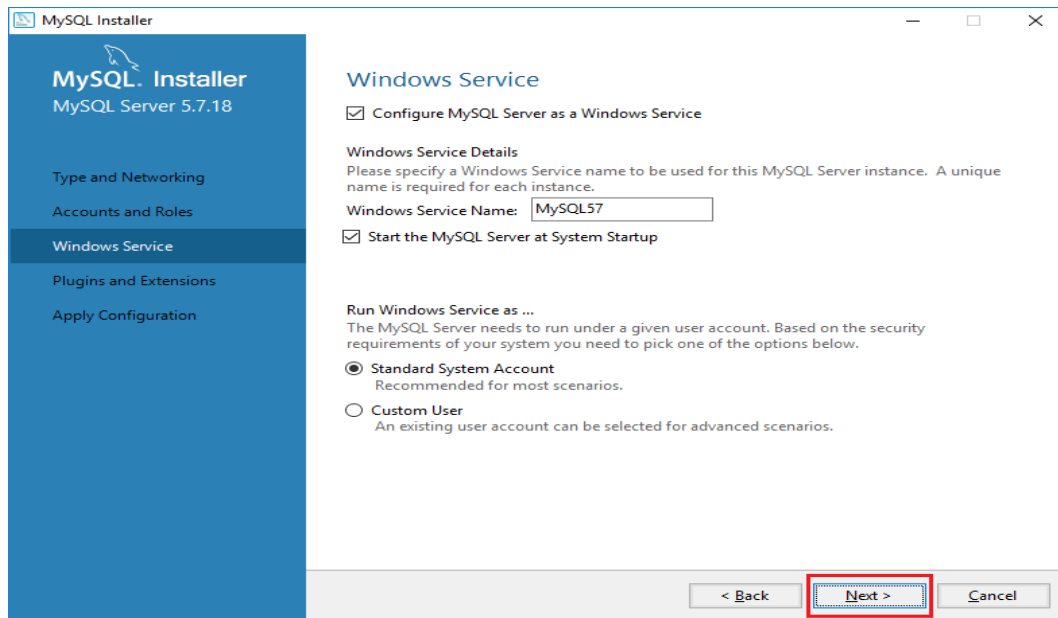 MySQL Installer
MySQL. Installer
MySQL Server 5.7.18
Type and Networking
Accounts and Roles
Windows Service
Plugins and Extensions
Apply Configuration
Windows Service
Configure MySQL Server as a Windows Service
Windows Service Details
Please specify a Windows Service name to be used for this MySQL Server instance. A unique
name is required for each instance.
Windows Service Name: MySQL57
Start the MySQL Server at System Startup
Run Windows Service as ...
The MySQL Server needs to run under a given user account. Based on the security
requirements of your system you need to pick one of the options below.
Standard System Account
Recommended for most scenarios.
Custom User
An existing user account can be selected for advanced scenarios.
< Back Next > Cancel